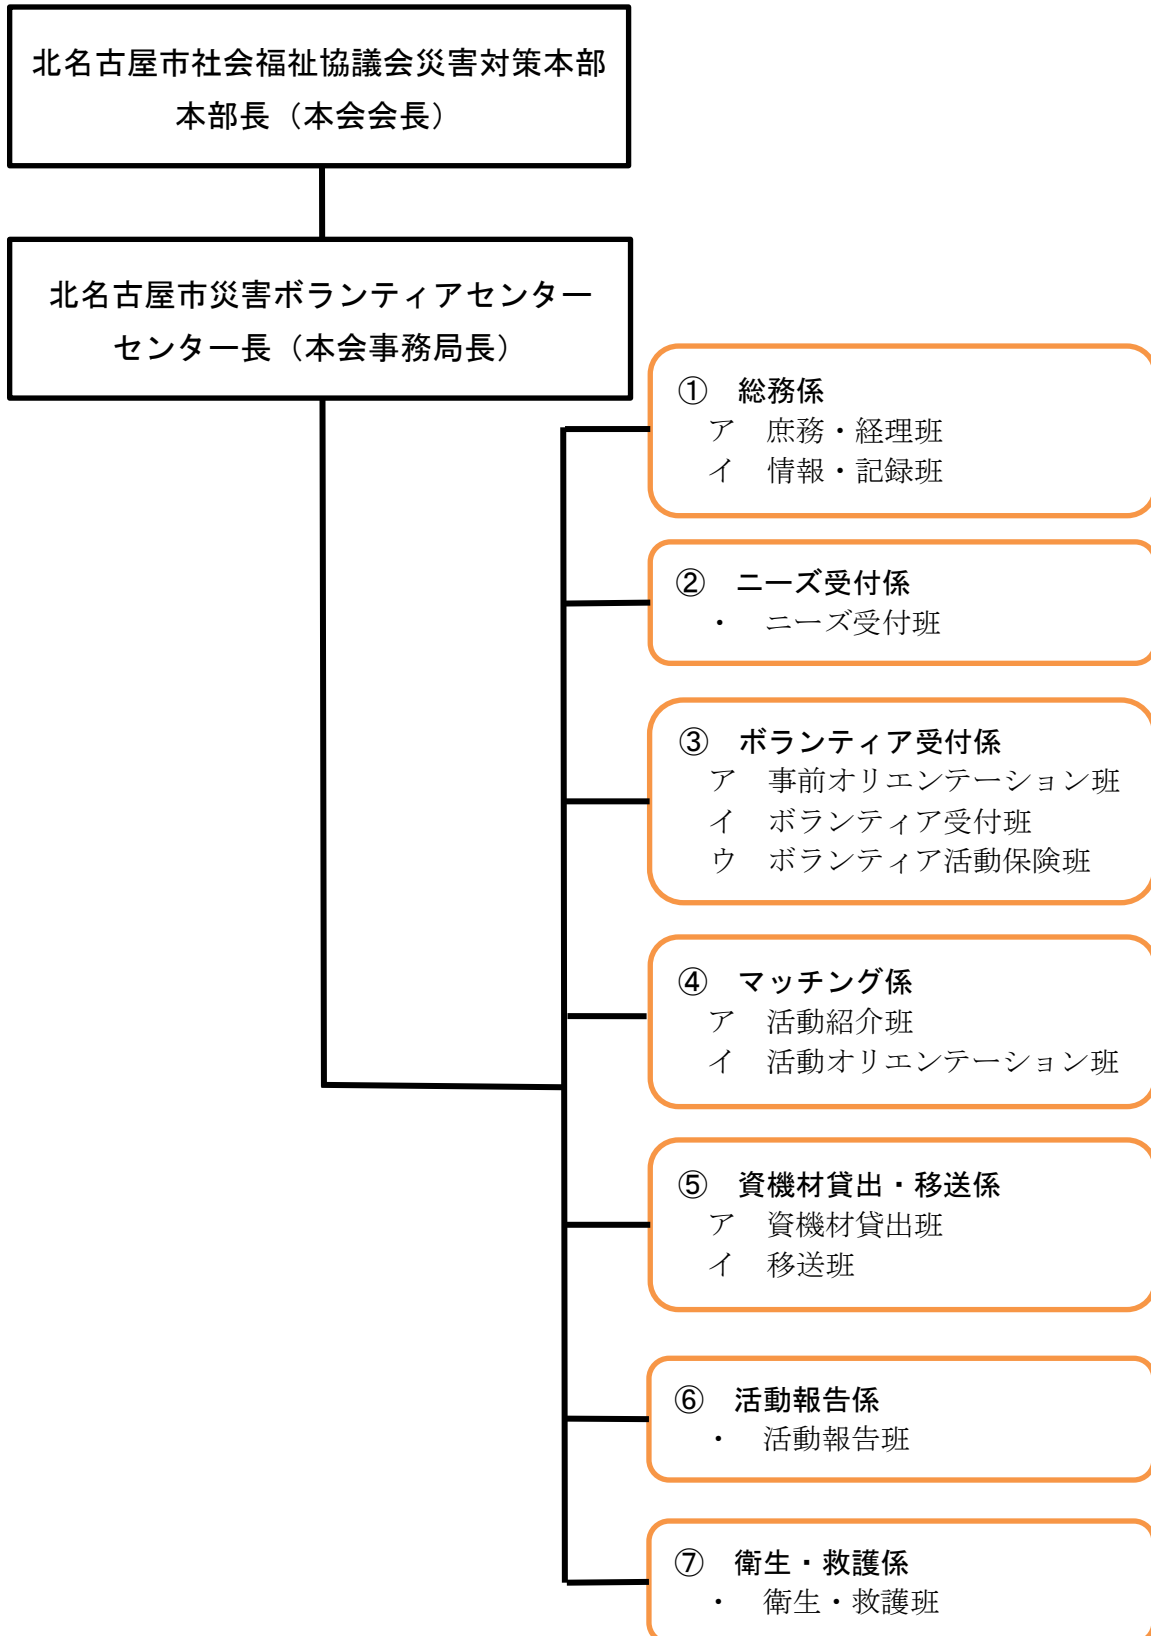 北名古屋市社会福祉協議会災害対策本部
本部長（本会会長）
北名古屋市災害ボランティアセンター
センター長（本会事務局長）
① 総務係
ア 庶務・経理班
イ 情報・記録班
② ニーズ受付係
・ ニーズ受付班
③ ボランティア受付係
ア 事前オリエンテーション班
イ ボランティア受付班
ウ ボランティア活動保険班
④ マッチング係
ア 活動紹介班
イ 活動オリエンテーション班
⑤ 資機材貸出・移送係
ア 資機材貸出班
イ 移送班
⑥ 活動報告係
・ 活動報告班
⑦ 衛生・救護係
・ 衛生・救護班